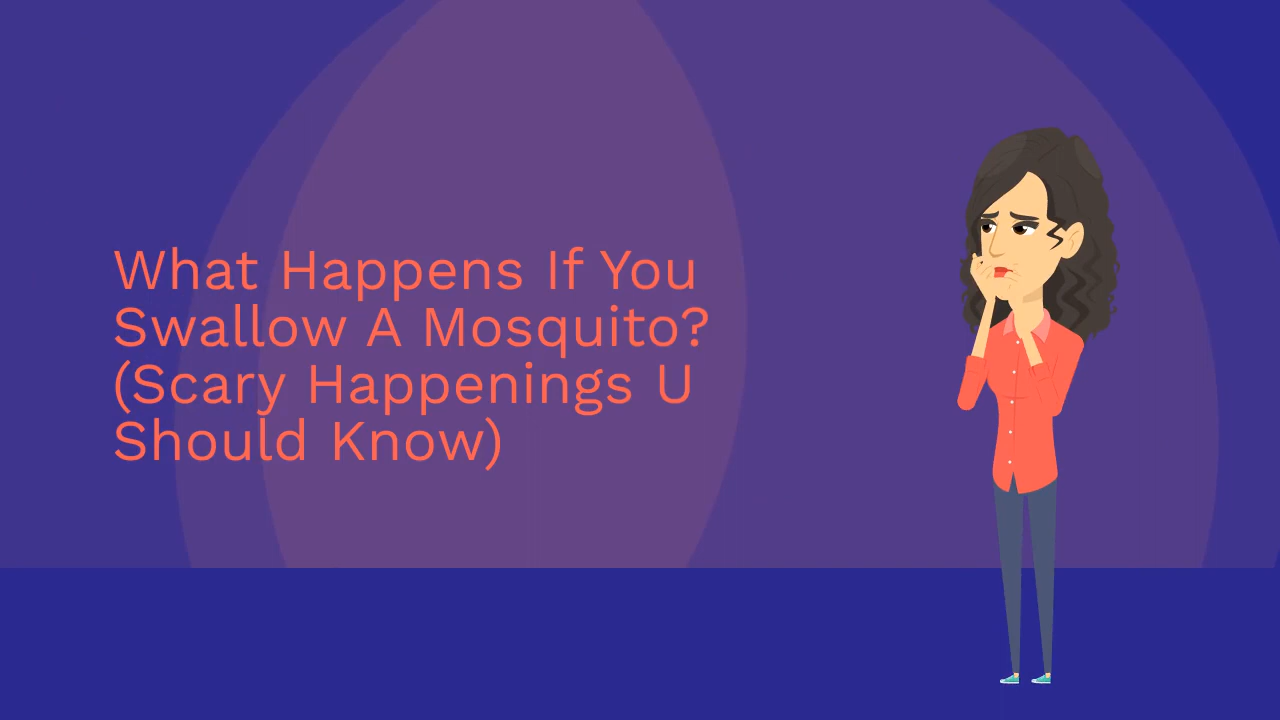 What Happens If You
Swallow A Mosquito?
(Scary Happenings U
Should Know)